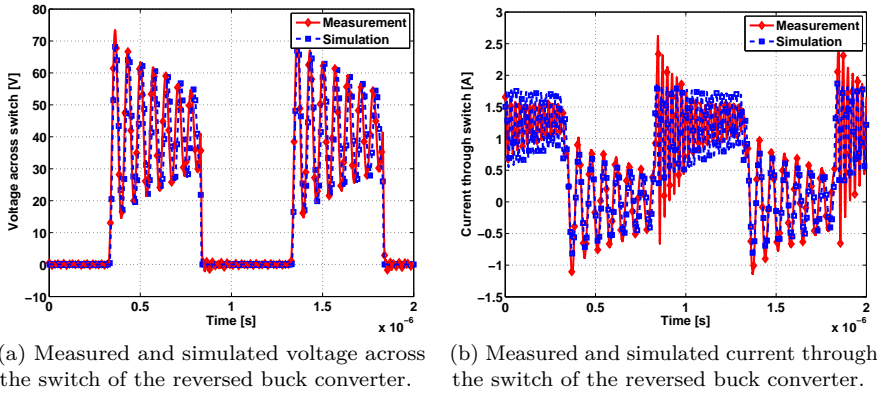 80
70
60
50
40
30
20
10
0
−10
Voltage across switch [V]
0
0.5
1
1.5
2
Time [s]
x 10⁻⁶
Measurement
Simulation
3
2.5
2
1.5
1
0.5
0
−0.5
−1
−1.5
Current through switch [A]
0
0.5
1
1.5
2
Time [s]
x 10⁻⁶
Measurement
Simulation
(a) Measured and simulated voltage across
the switch of the reversed buck converter.
(b) Measured and simulated current through
the switch of the reversed buck converter.